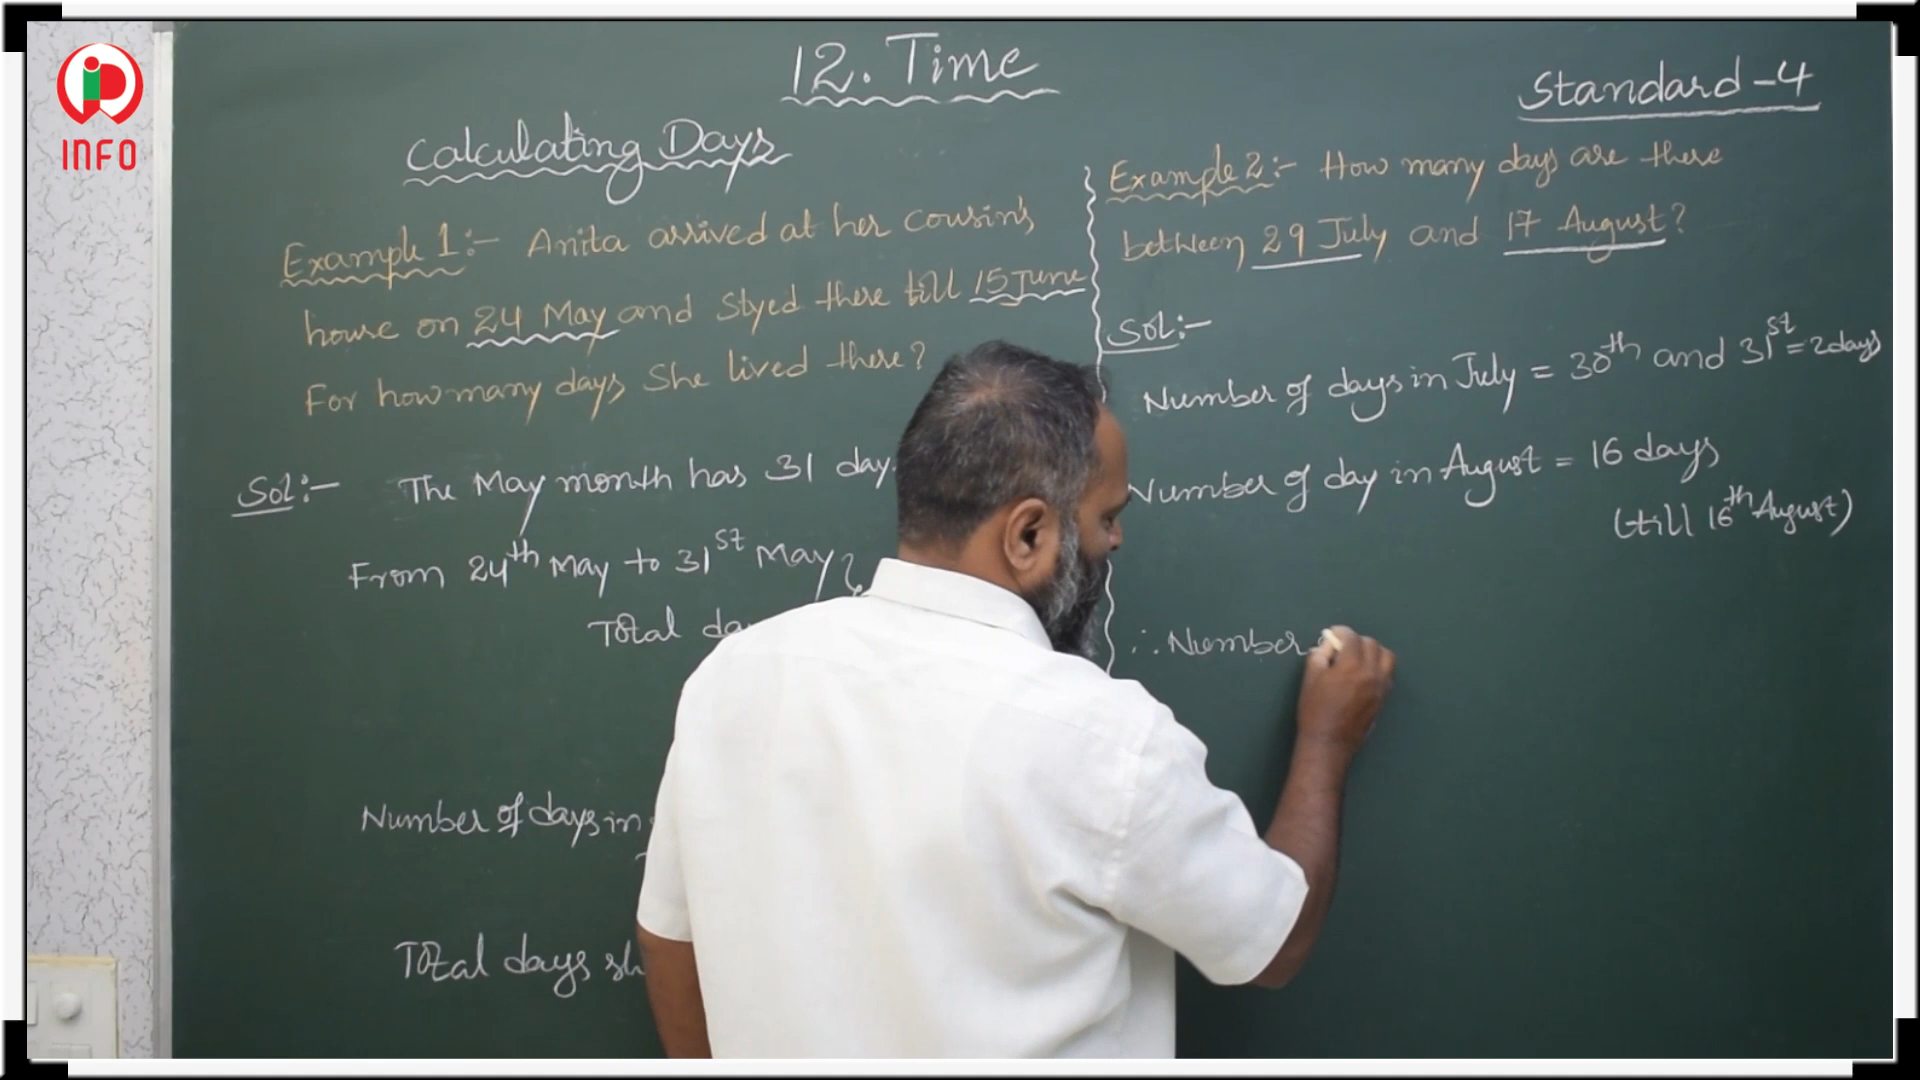 INFO
12. Time
Standard - 4
Calculating Days
Example 1:- Anita arrived at her cousin's
house on 24 May and Styed there till 15 June
For how many days She lived there?
Sol:- The May month has 31 day
From 24th May to 31st May
Total
Number of days in
Total days
Example 2:- How many days are there
between 29 July and 17 August?
Sol:-
Number of days in July = 30th and 31st = 2 days
Number of day in August = 16 days
(till 16th August)
∴ Number